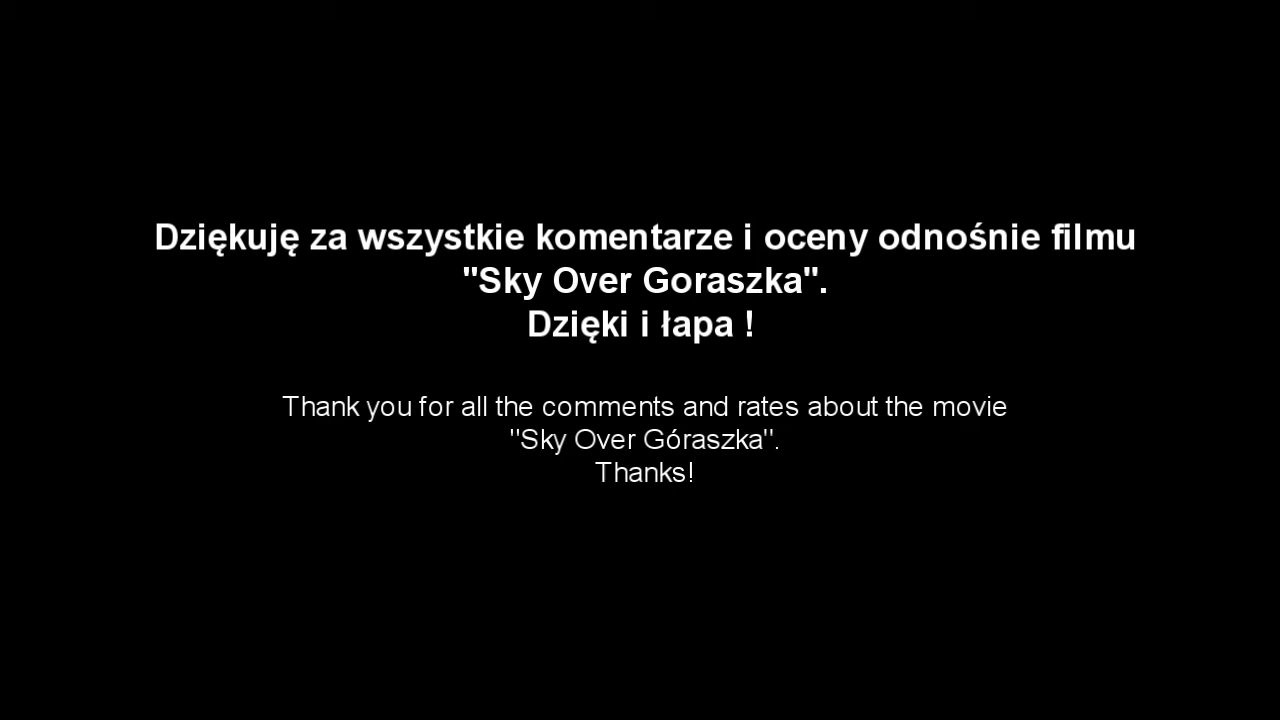 Dziękuję za wszystkie komentarze i oceny odnośnie filmu
"Sky Over Goraszka".
Dzięki i łapa !
Thank you for all the comments and rates about the movie
"Sky Over Góraszka".
Thanks!